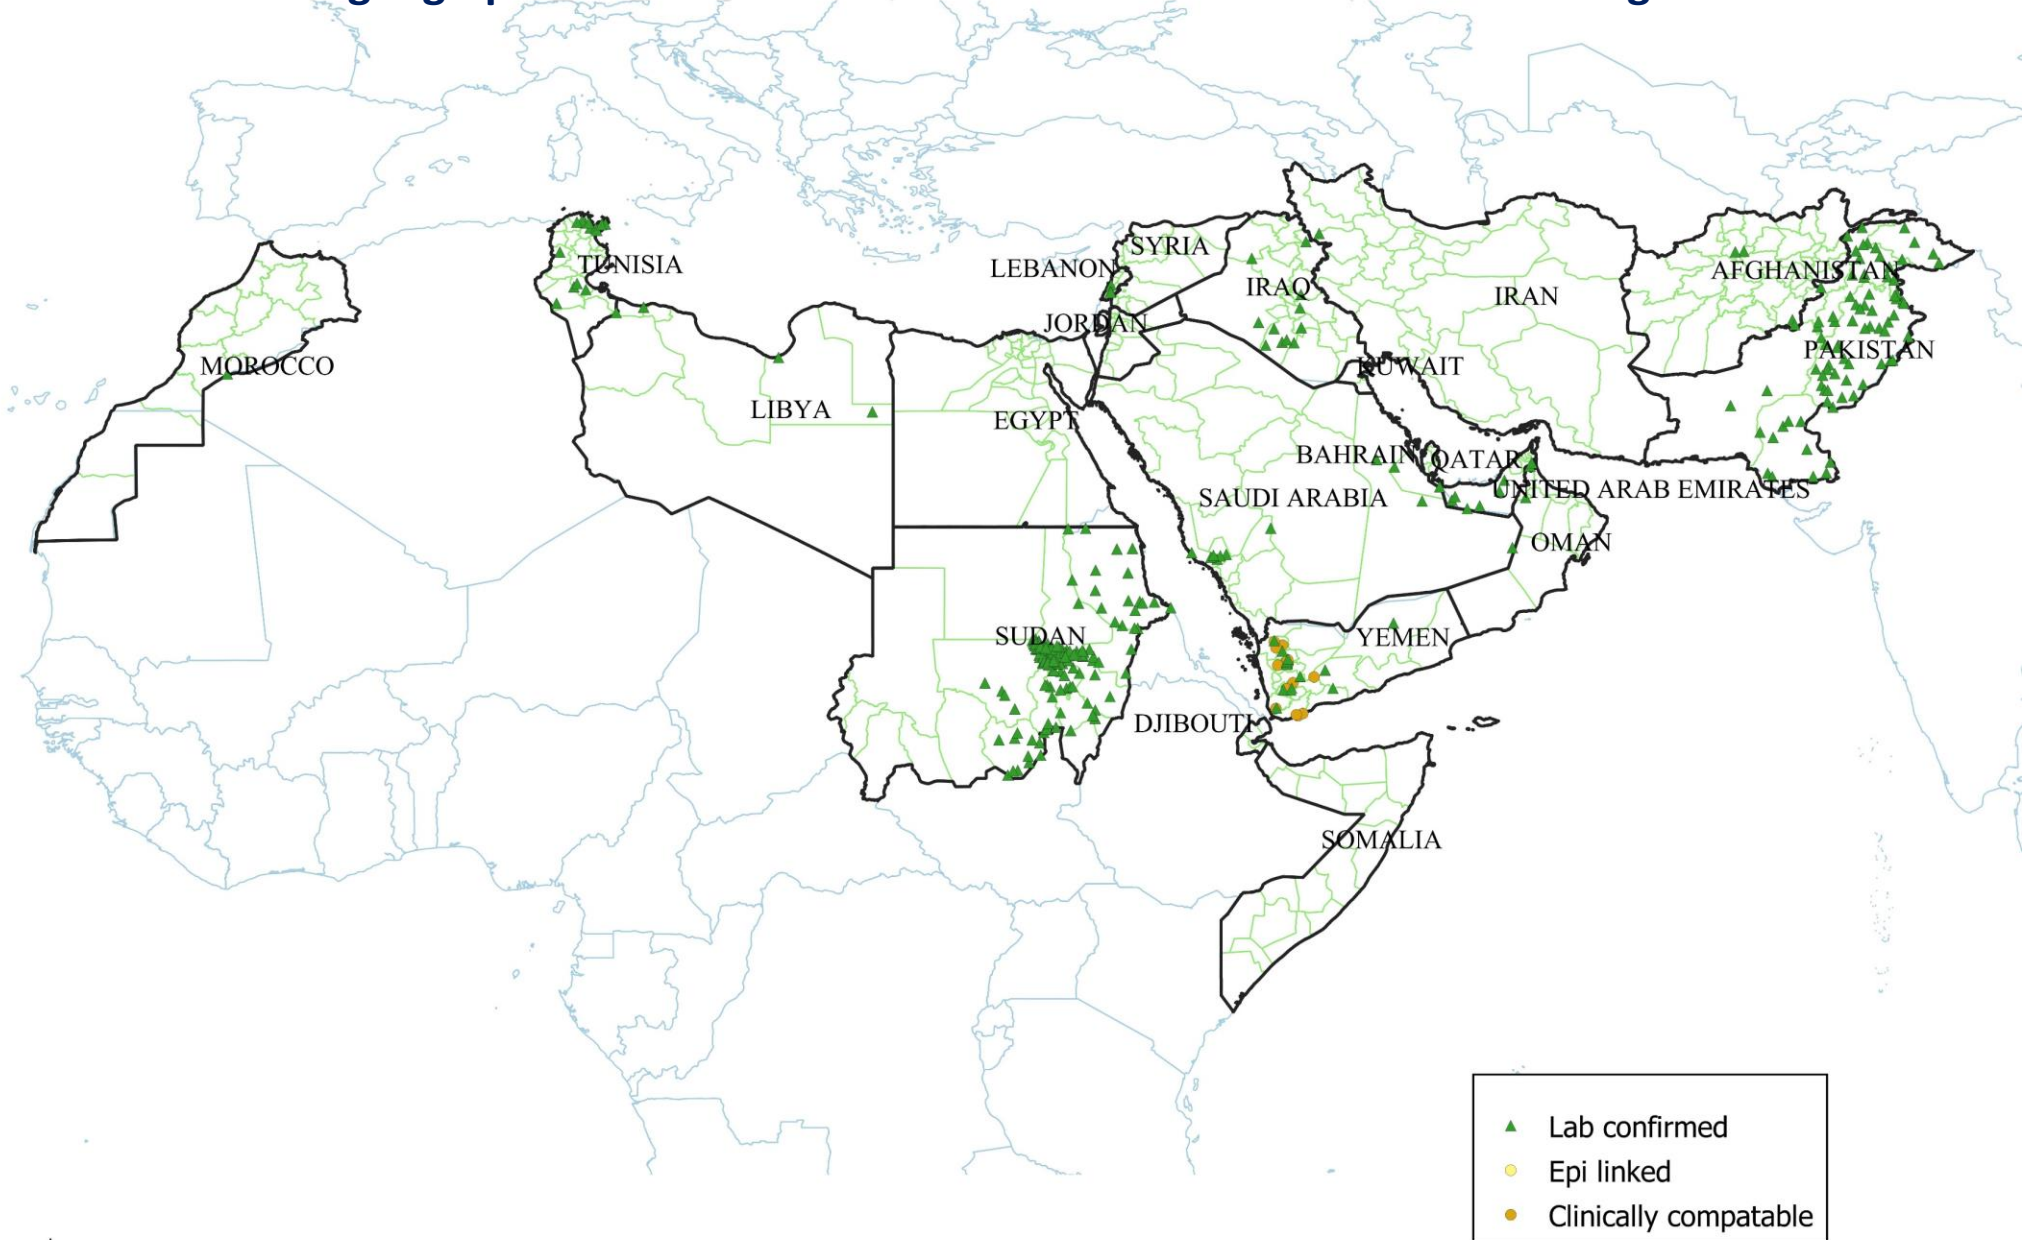 SYRIA
LEBANON
TUNISIA
AFGHANISTAN
IRAQ
IRAN
JORDAN
PAKISTAN
MOROCCO
KUWAIT
LIBYA
EGYPT
BAHRAIN
QATAR
UNITED ARAB EMIRATES
SAUDI ARABIA
OMAN
SUDAN
YEMEN
DJIBOUTI
SOMALIA
Lab confirmed
Epi linked
Clinically compatable